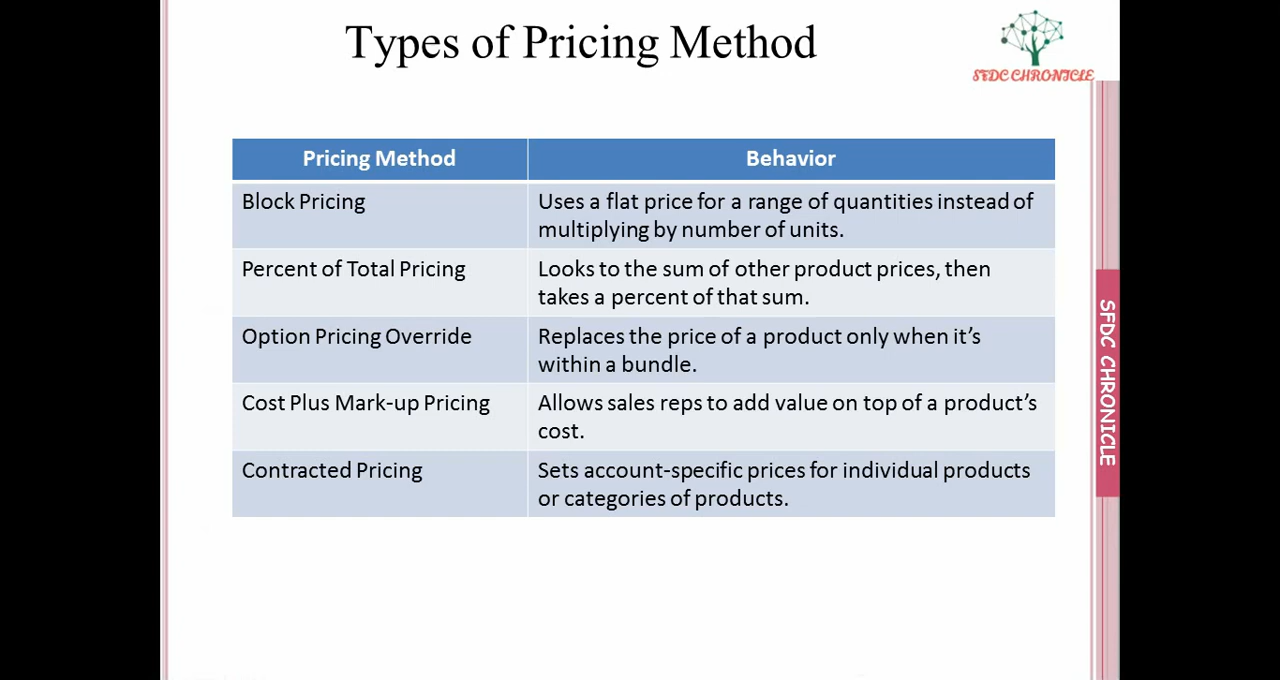 Types of Pricing Method
SFDC CHRONICLE
Pricing Method
Behavior
Block Pricing
Uses a flat price for a range of quantities instead of
multiplying by number of units.
Percent of Total Pricing
Looks to the sum of other product prices, then
takes a percent of that sum.
Option Pricing Override
Replaces the price of a product only when it’s
within a bundle.
Cost Plus Mark-up Pricing
Allows sales reps to add value on top of a product’s
cost.
Contracted Pricing
Sets account-specific prices for individual products
or categories of products.
SFDC CHRONICLE